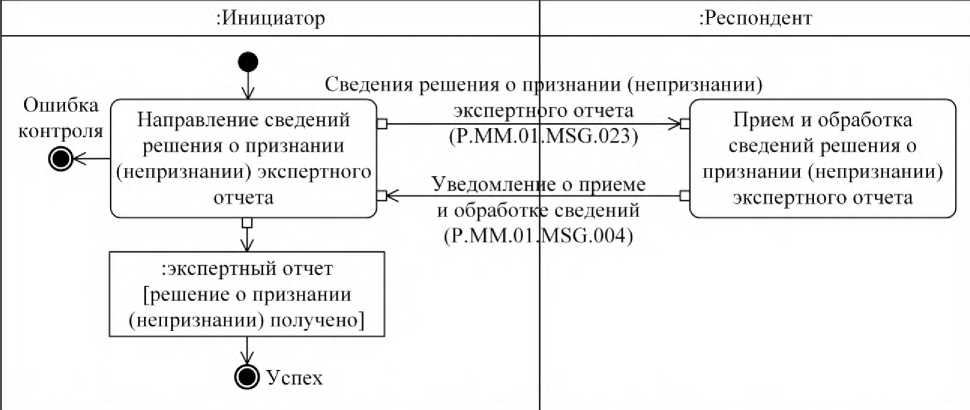 :Инициатор
:Респондент
Ошибка
контроля
Направление сведений
решения о признании
(непризнании) экспертного
отчета
Сведения решения о признании (непризнании)
экспертного отчета
(P.MM.01.MSG.023)
Прием и обработка
сведений решения о
признании (непризнании)
экспертного отчета
Уведомление о приеме
и обработке сведений
(P.MM.01.MSG.004)
:экспертный отчет
[решение о признании
(непризнании) получено]
Успех